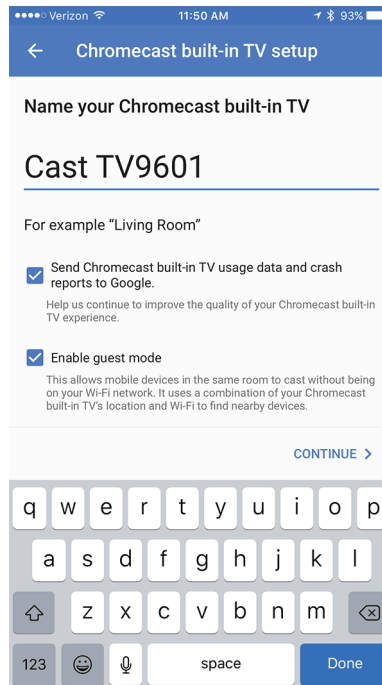 Verizon 11:50 AM 93%
Chromecast built-in TV setup
Name your Chromecast built-in TV
Cast TV9601
For example “Living Room”
Send Chromecast built-in TV usage data and crash
reports to Google.
Help us continue to improve the quality of your Chromecast built-in
TV experience.
Enable guest mode
This allows mobile devices in the same room to cast without being
on your Wi-Fi network. It uses a combination of your Chromecast
built-in TV's location and Wi-Fi to find nearby devices.
CONTINUE
q w e r t y u i o p
a s d f g h j k l
z x c v b n m
123 space Done